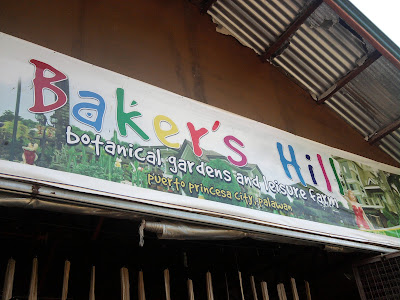 Baker's Hill
botanical gardens and leisure farm
puerto princesa city, palawan